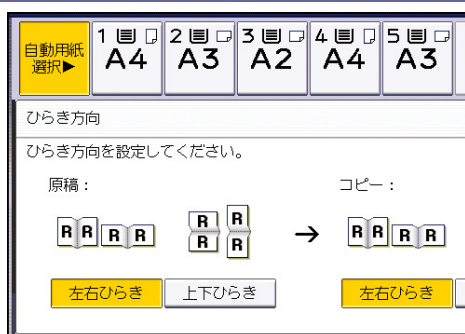 自動用紙選択▶
1 A4
2 A3
3 A2
4 A4
5 A3
ひらき方向
ひらき方向を設定してください。
原稿：
コピー：
R R R R
R R
R R
→
R R R R
左右ひらき
上下ひらき
左右ひらき